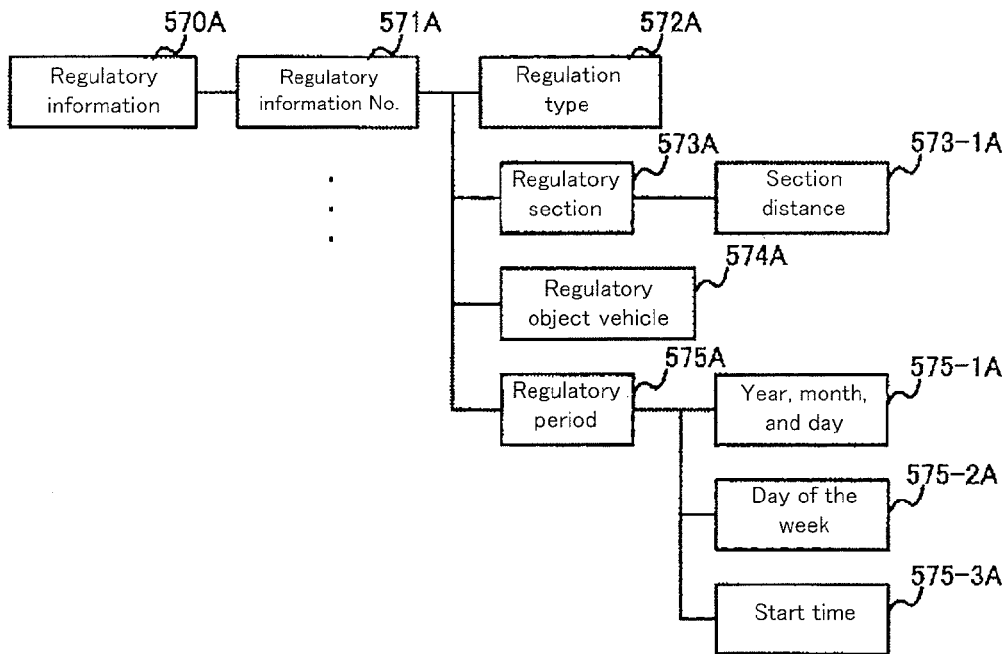 570A
571A
572A
Regulatory
information
Regulatory
information No.
Regulation
type
573A
573-1A
Regulatory
section
Section
distance
574A
Regulatory
object vehicle
575A
575-1A
Regulatory
period
Year, month,
and day
575-2A
Day of the
week
575-3A
Start time